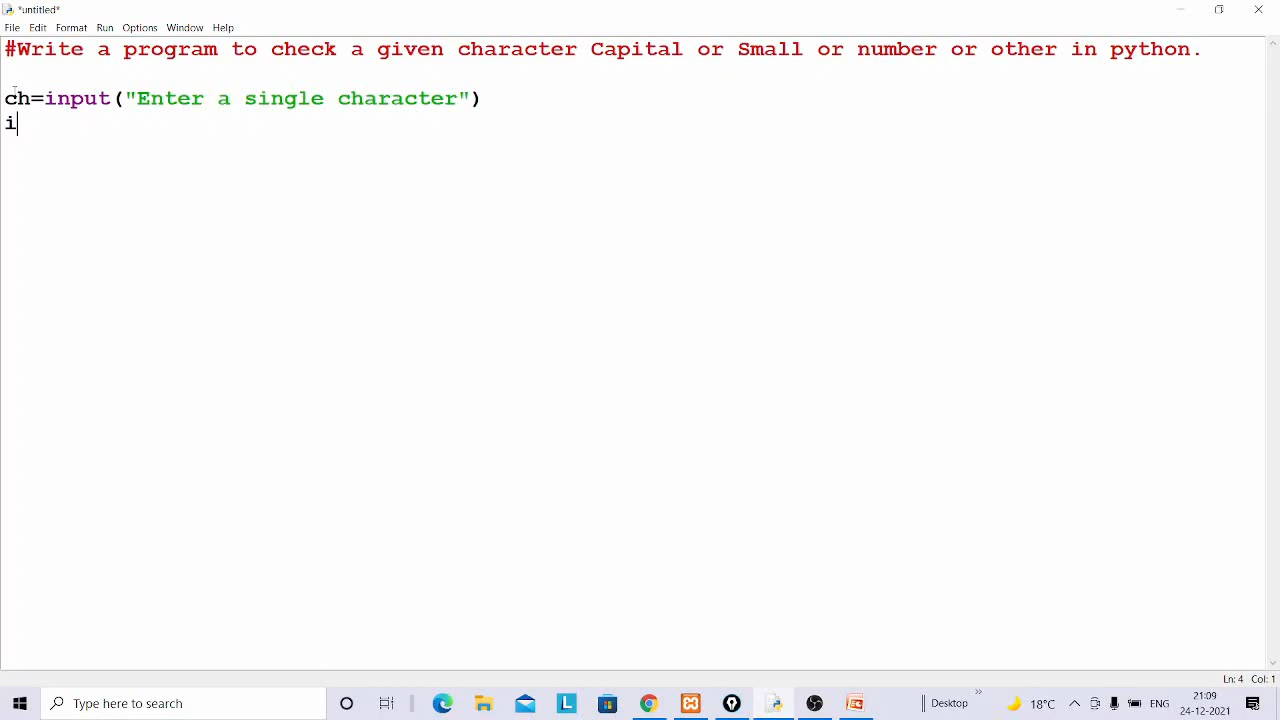 *untitled*
File Edit Format Run Options Window Help
#Write a program to check a given character Capital or Small or number or other in python.
ch=input("Enter a single character")
i
Ln: 4 Col: 1
Type here to search
L
Desktop
»
18°C
ENG
21:09
24-12-2021